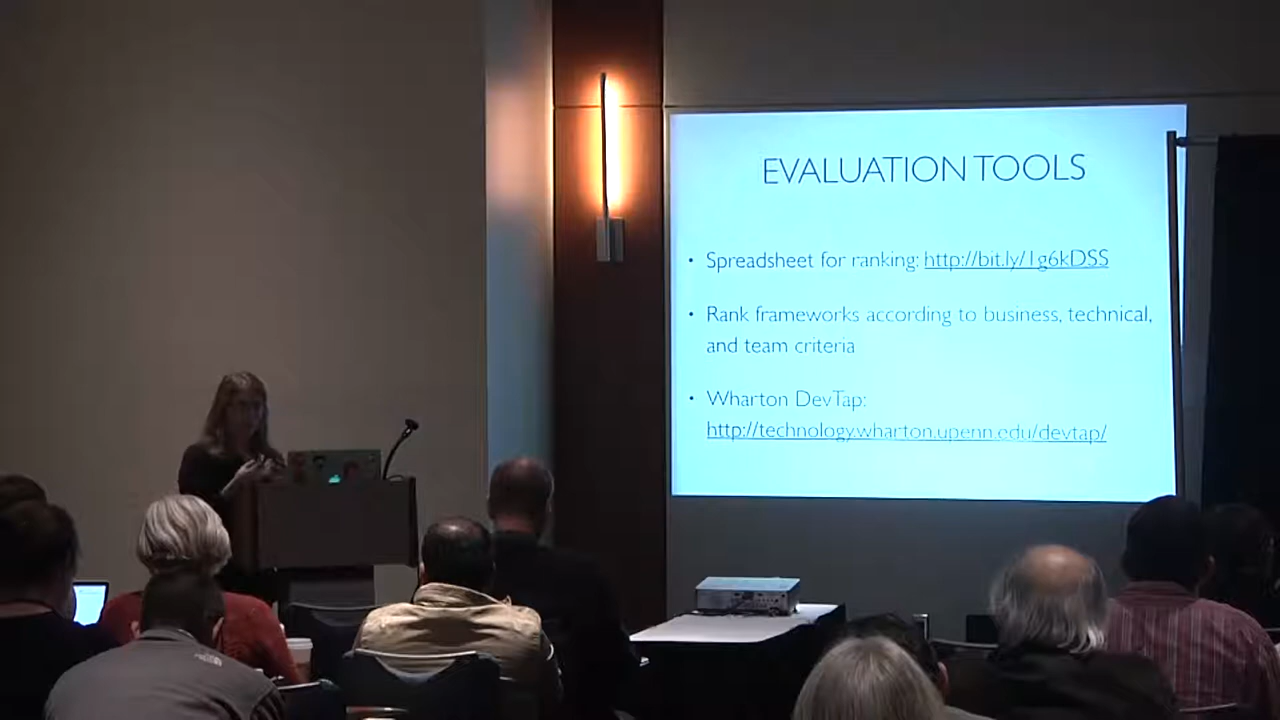 EVALUATION TOOLS
• Spreadsheet for ranking: http://bit.ly/1g6kDSS
• Rank frameworks according to business, technical,
and team criteria
• Wharton DevTap:
http://technology.wharton.upenn.edu/devtap/